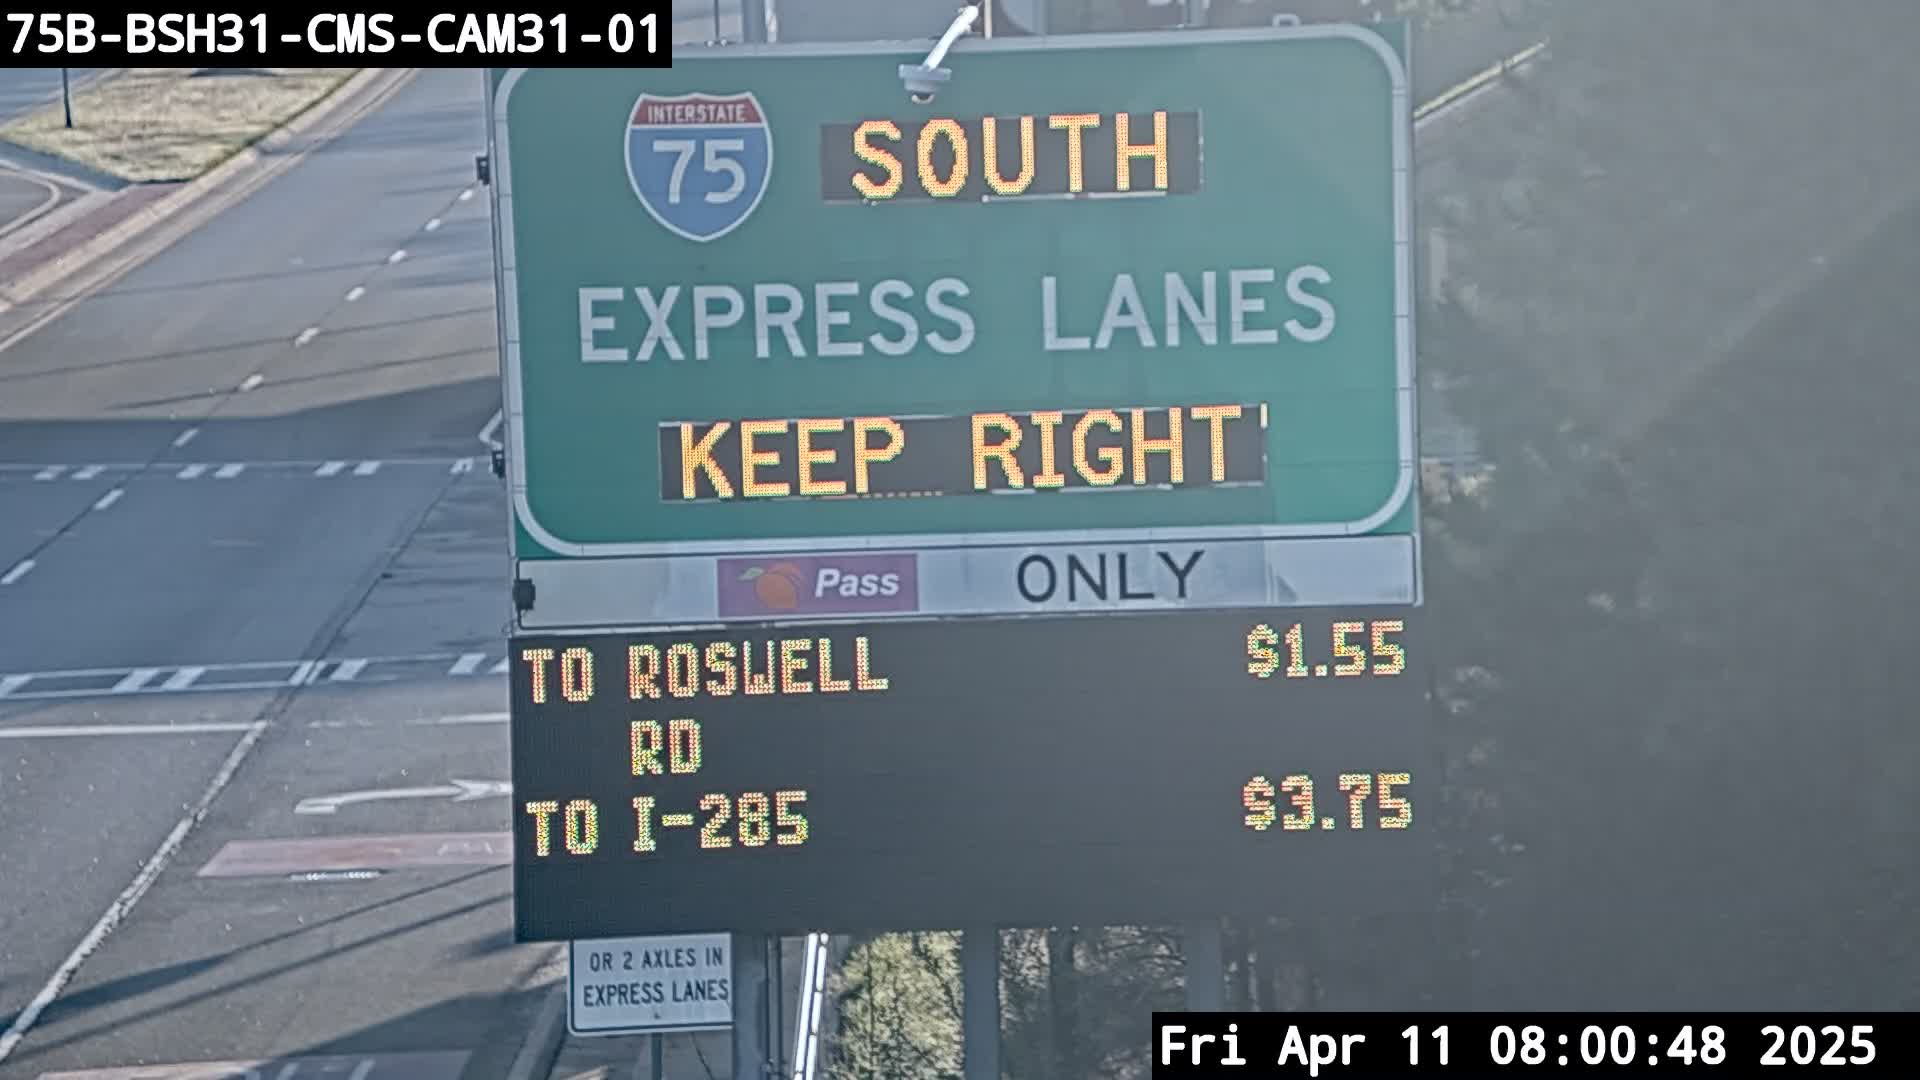 75B-BSH31-CMS-CAM31-01
INTERSTATE
75
SOUTH
EXPRESS LANES
KEEP RIGHT
Pass ONLY
TO ROSWELL $1.55
RD
TO I-285 $3.75
OR 2 AXLES IN
EXPRESS LANES
Fri Apr 11 08:00:48 2025